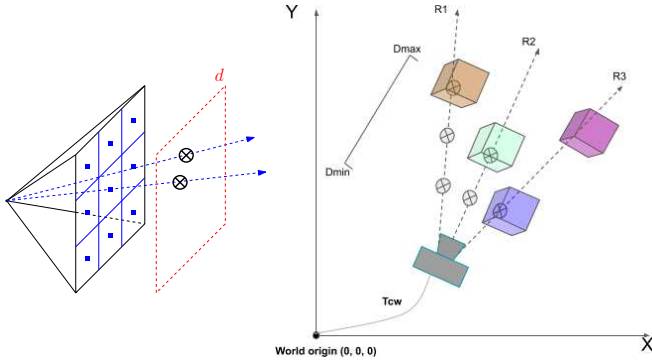 d
Y
R1
R2
Dmax
R3
Dmin
Tcw
X
World origin (0, 0, 0)